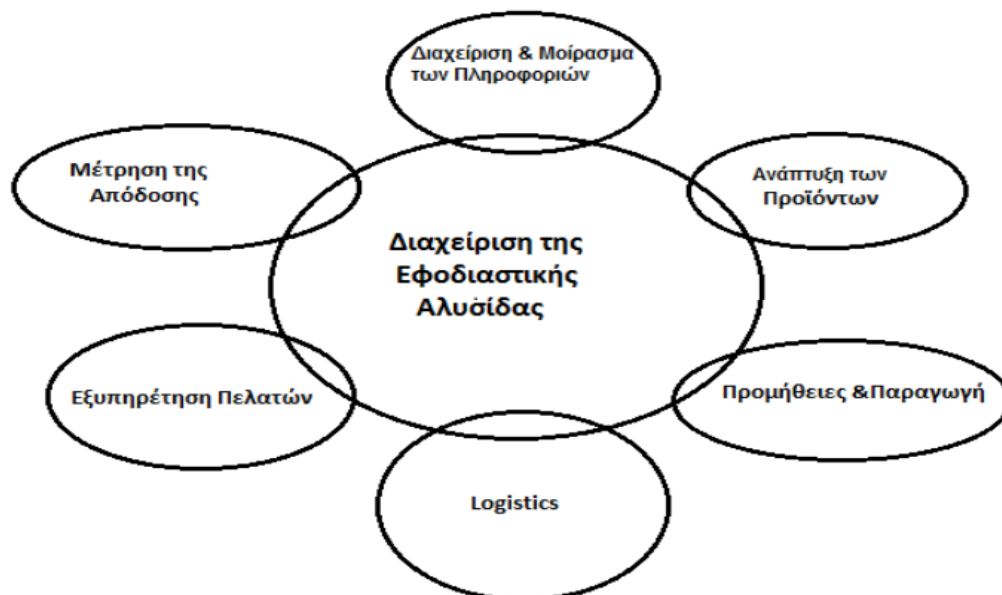 Διαχείριση & Μοίρασμα
των Πληροφοριών
Μέτρηση της
Απόδοσης
Ανάπτυξη των
Προϊόντων
Διαχείριση της
Εφοδιαστικής
Αλυσίδας
Εξυπηρέτηση Πελατών
Προμήθειες &Παραγωγή
Logistics